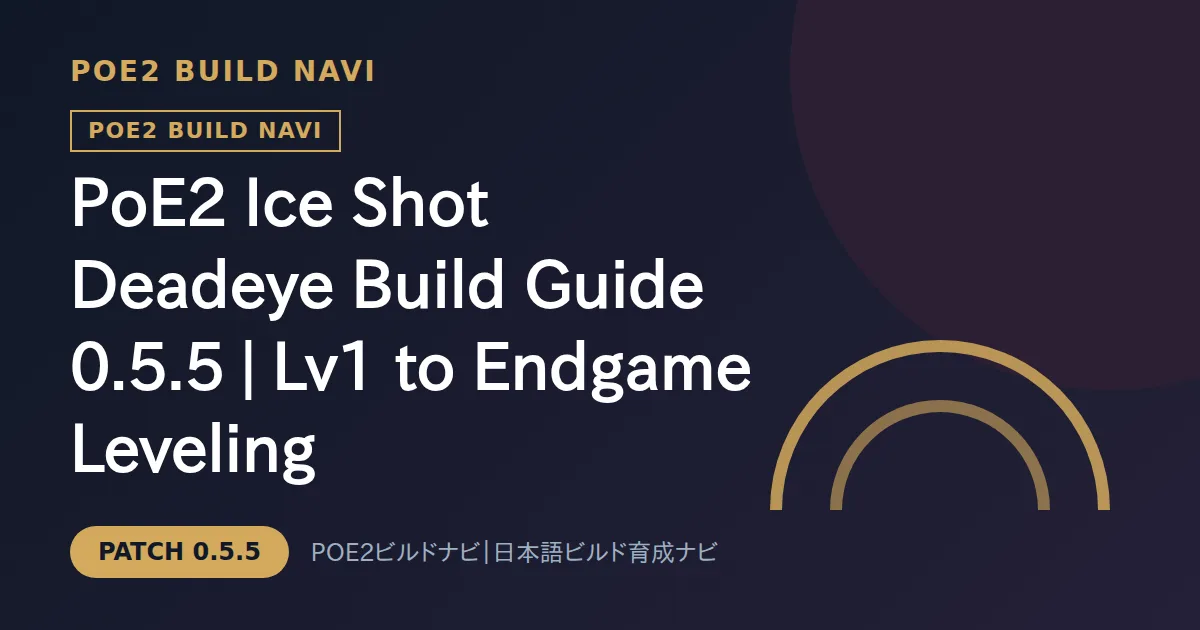 POE2 BUILD NAVI
POE2 BUILD NAVI
PoE2 Ice Shot
Deadeye Build Guide
0.5.5 | Lv1 to Endgame
Leveling
PATCH 0.5.5
POE2ビルドナビ|日本語ビルド育成ナビ